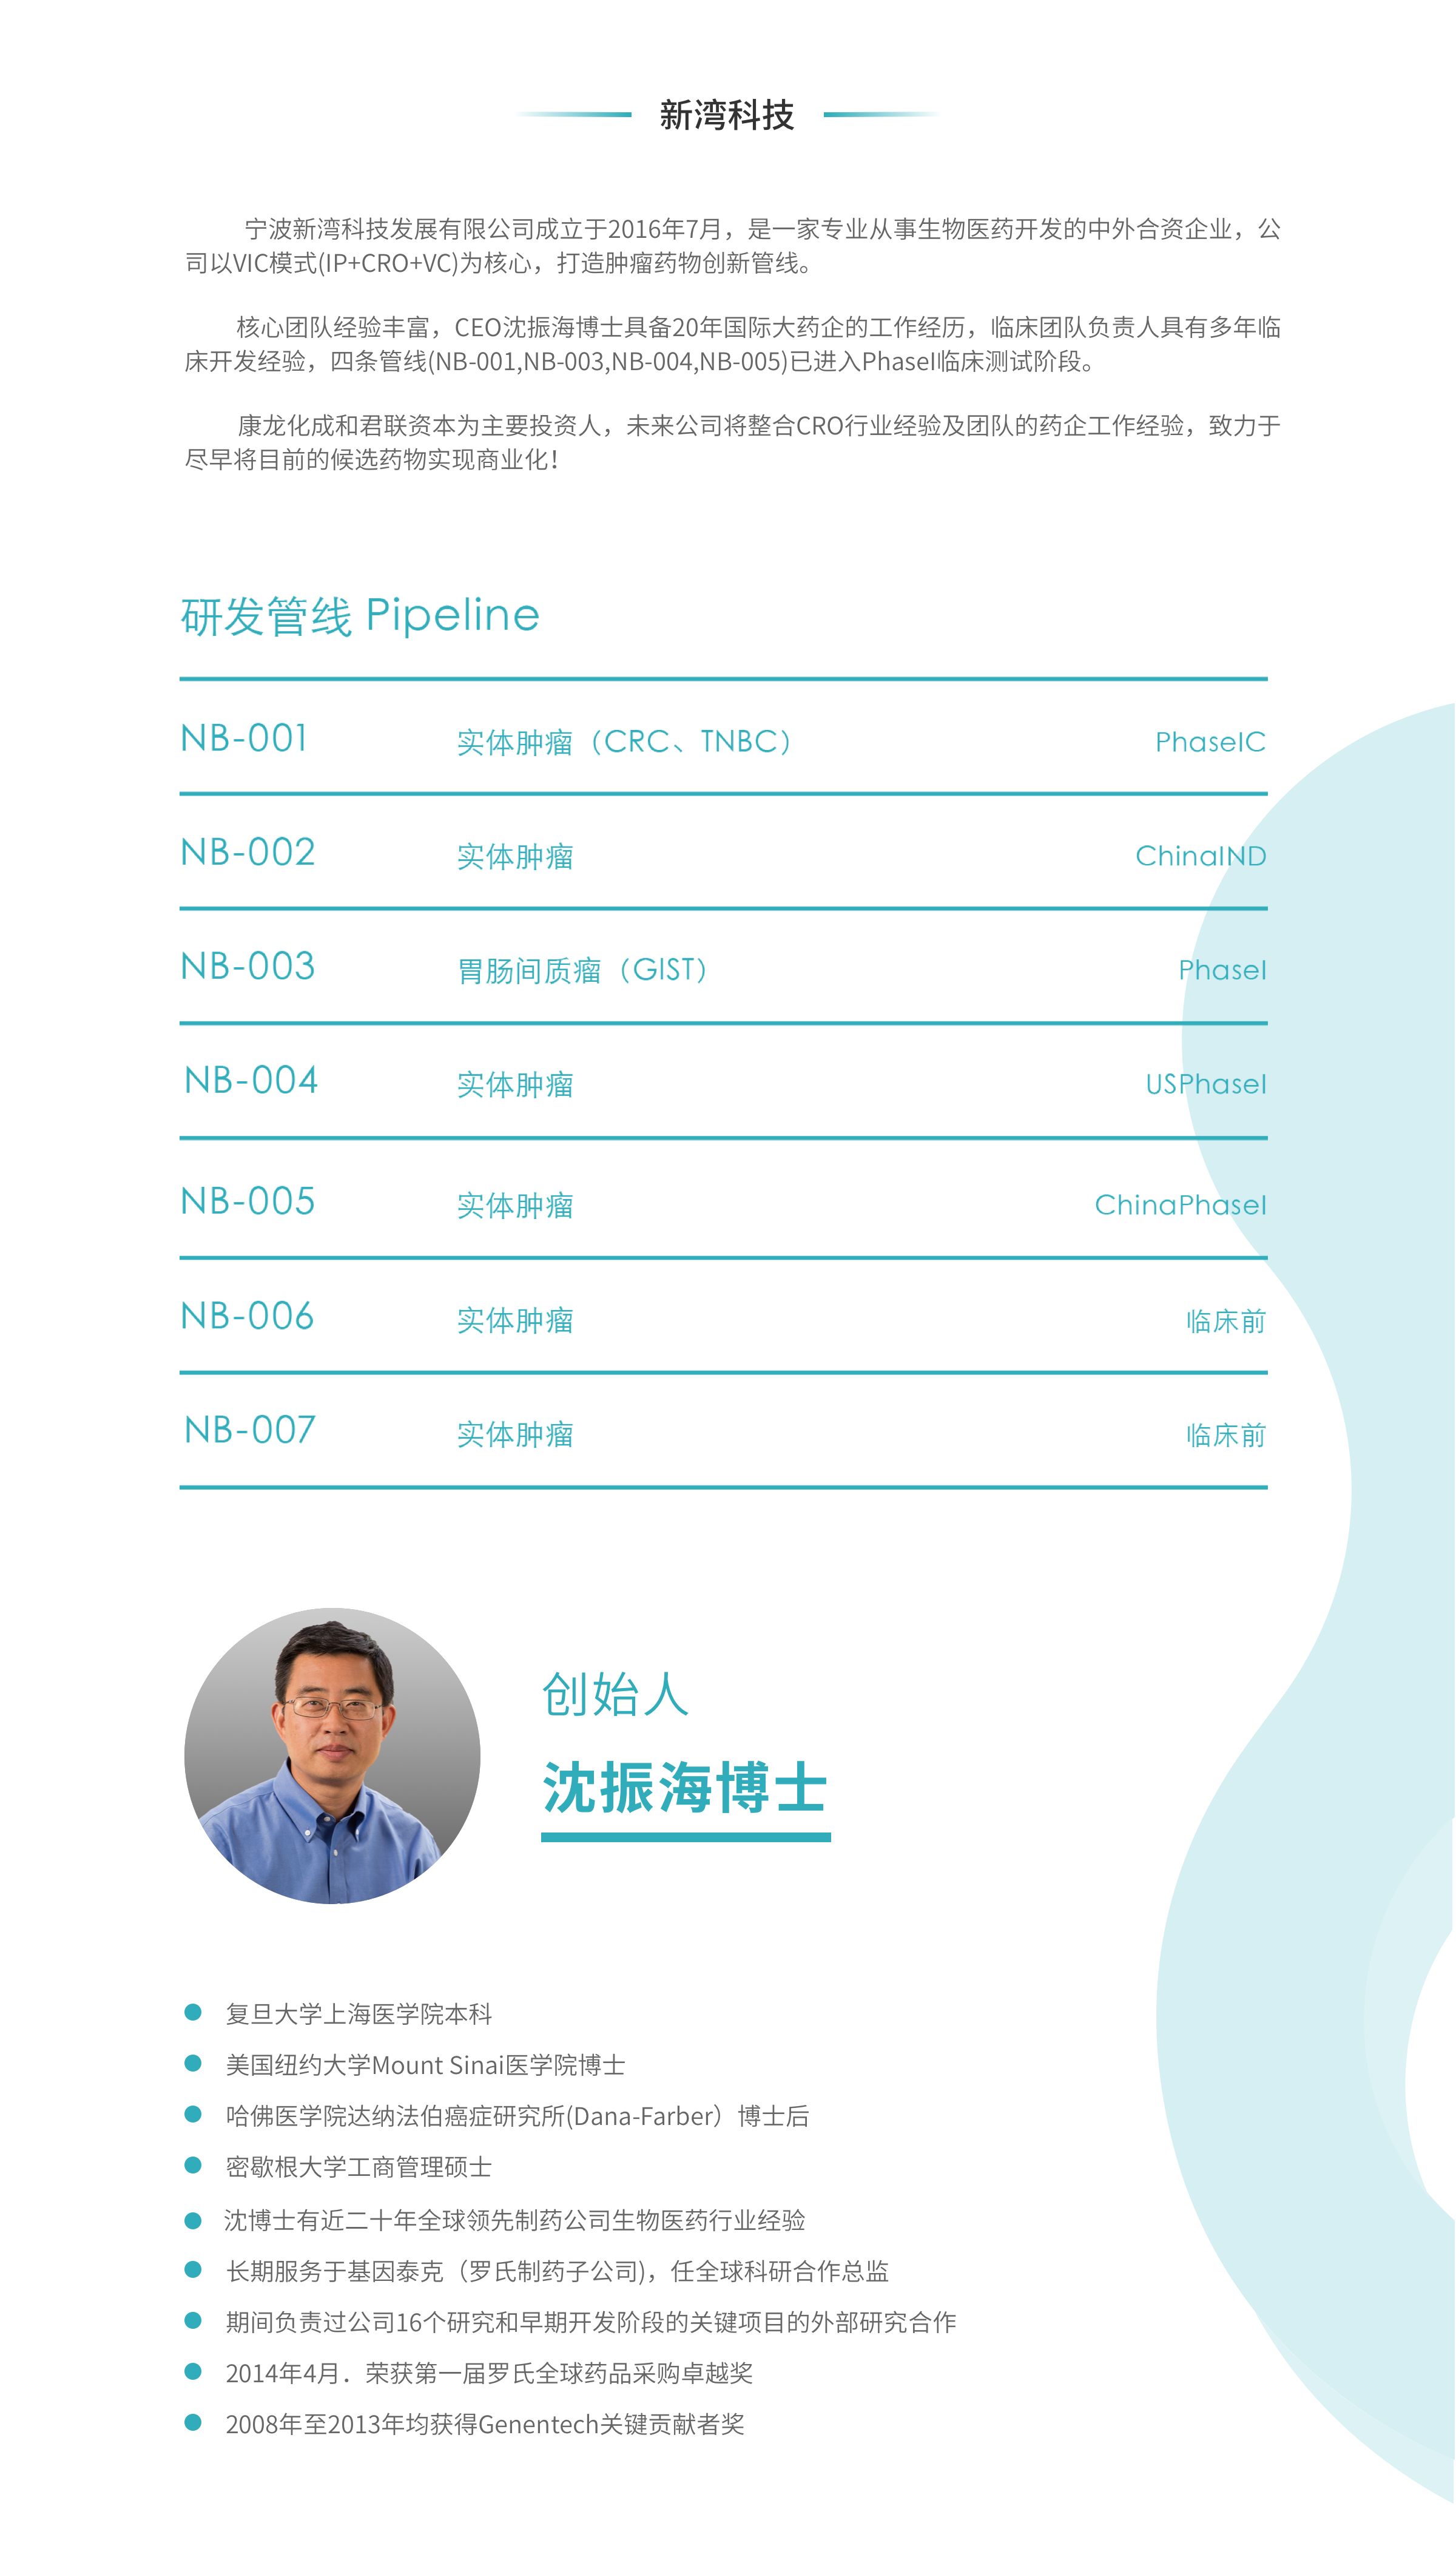 新湾科技
宁波新湾科技发展有限公司成立于2016年7月，是一家专业从事生物医药开发的中外合资企业，公
司以VIC模式(IP+CRO+VC)为核心，打造肿瘤药物创新管线。
核心团队经验丰富，CEO沈振海博士具备20年国际大药企的工作经历，临床团队负责人具有多年临
床开发经验，四条管线(NB-001,NB-003,NB-004,NB-005)已进入PhaseI临床测试阶段。
康龙化成和君联资本为主要投资人，未来公司将整合CRO行业经验及团队的药企工作经验，致力于
尽早将目前的候选药物实现商业化！
研发管线 Pipeline
NB-001 实体肿瘤（CRC、TNBC） PhaseIC
NB-002 实体肿瘤 ChinaIND
NB-003 胃肠间质瘤（GIST） PhaseI
NB-004 实体肿瘤 USPhaseI
NB-005 实体肿瘤 ChinaPhaseI
NB-006 实体肿瘤 临床前
NB-007 实体肿瘤 临床前
创始人
沈振海博士
复旦大学上海医学院本科
美国纽约大学Mount Sinai医学院博士
哈佛医学院达纳法伯癌症研究所(Dana-Farber）博士后
密歇根大学工商管理硕士
沈博士有近二十年全球领先制药公司生物医药行业经验
长期服务于基因泰克（罗氏制药子公司)，任全球科研合作总监
期间负责过公司16个研究和早期开发阶段的关键项目的外部研究合作
2014年4月．荣获第一届罗氏全球药品采购卓越奖
2008年至2013年均获得Genentech关键贡献者奖